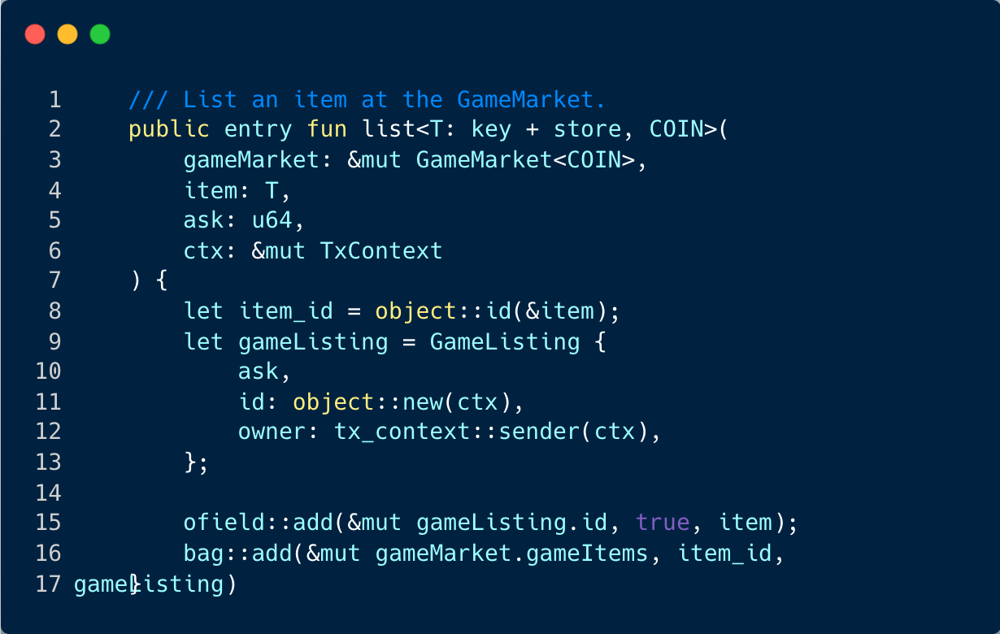 1 /// List an item at the GameMarket.
2 public entry fun list<T: key + store, COIN>(
3 gameMarket: &mut GameMarket<COIN>,
4 item: T,
5 ask: u64,
6 ctx: &mut TxContext
7 ) {
8 let item_id = object::id(&item);
9 let gameListing = GameListing {
10 ask,
11 id: object::new(ctx),
12 owner: tx_context::sender(ctx),
13 };
14
15 ofield::add(&mut gameListing.id, true, item);
16 bag::add(&mut gameMarket.gameItems, item_id,
17 gameListing)
}